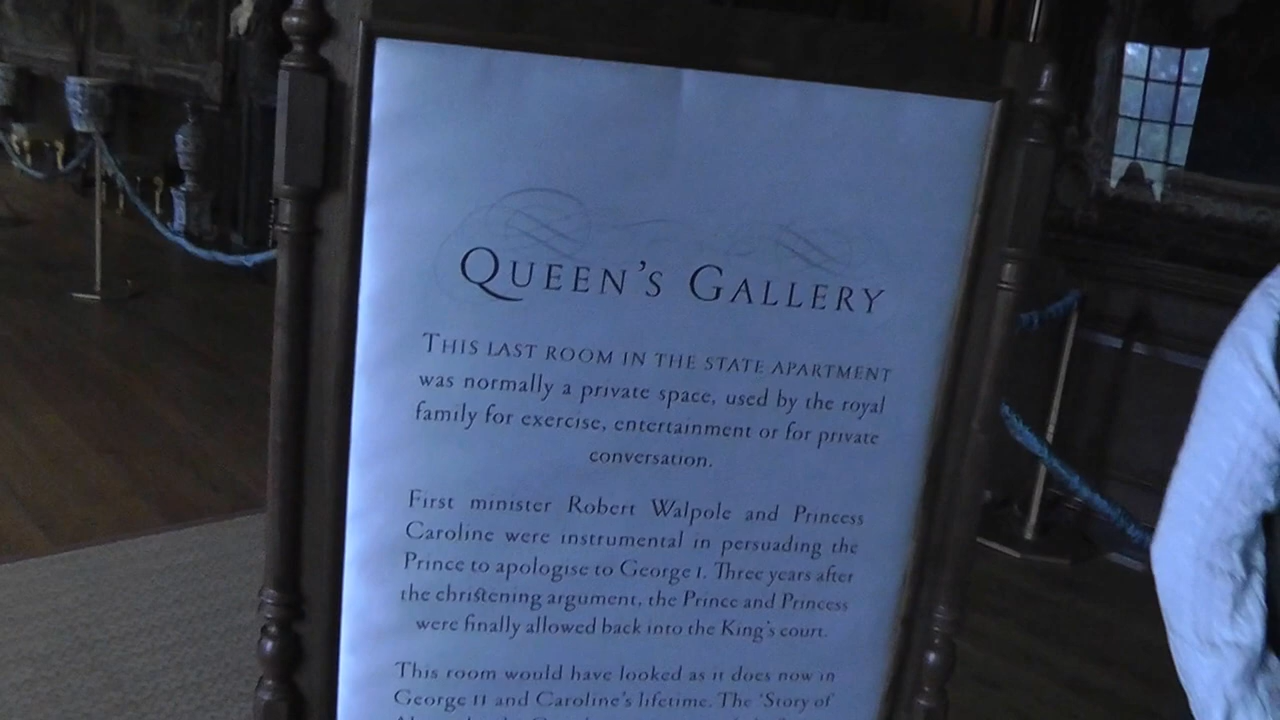 QUEEN'S GALLERY
THIS LAST ROOM IN THE STATE APARTMENT
was normally a private space, used by the royal
family for exercise, entertainment or for private
conversation.
First minister Robert Walpole and Princess
Caroline were instrumental in persuading the
Prince to apologise to George I. Three years after
the christening argument, the Prince and Princess
were finally allowed back into the King's court.
This room would have looked as it does now in
George II and Caroline's lifetime. The 'Story of